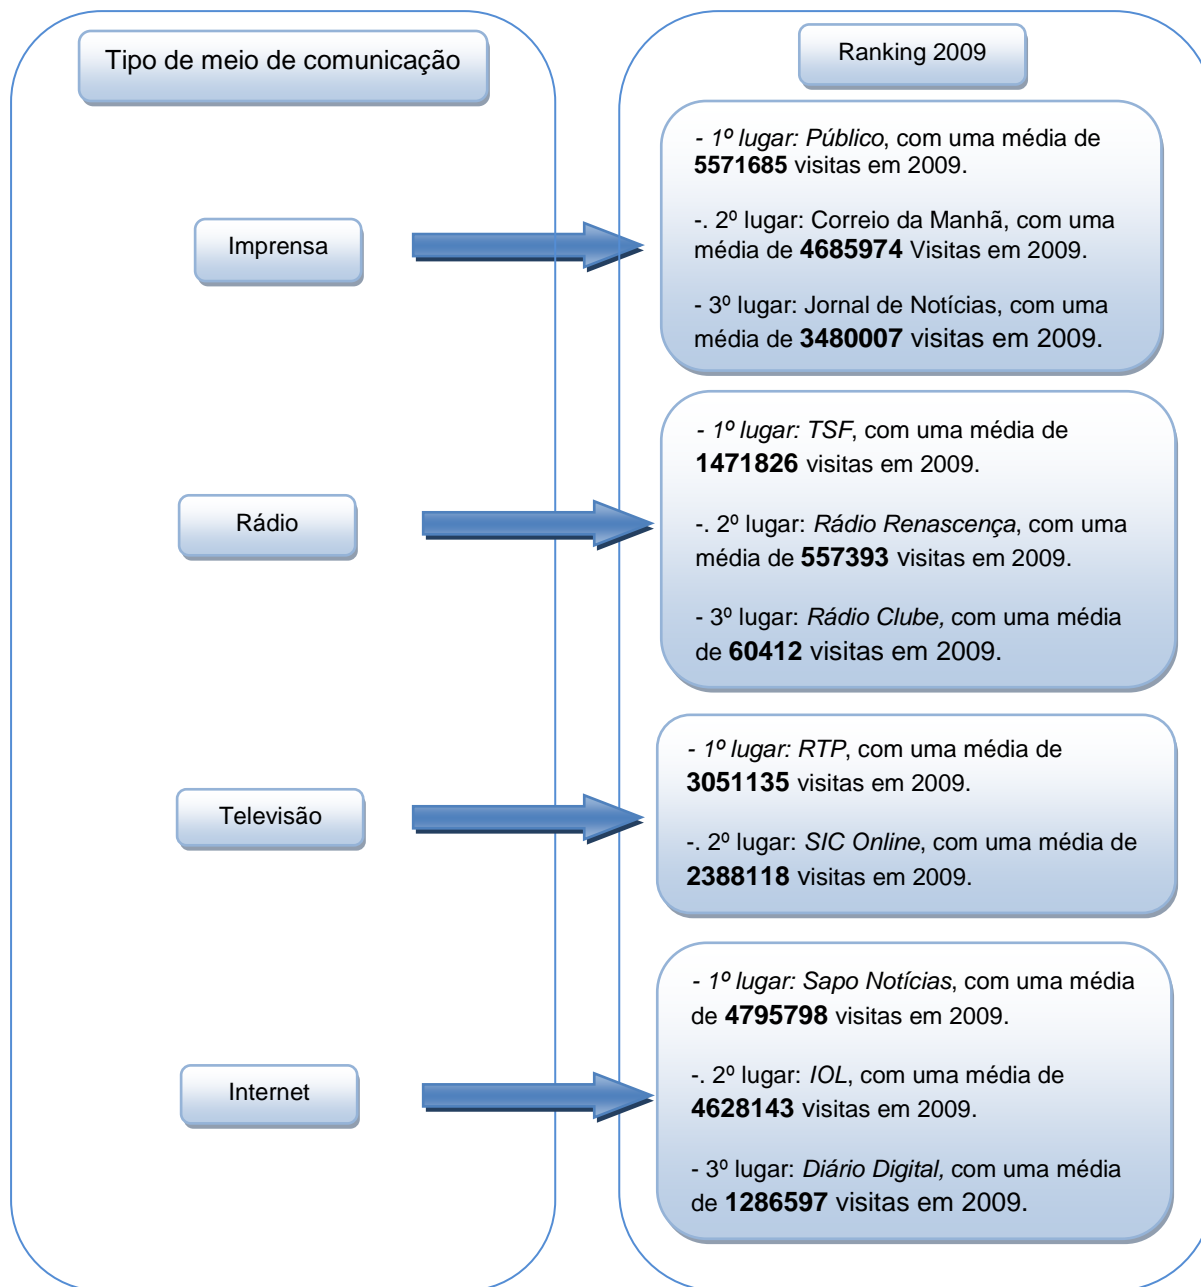 Tipo de meio de comunicação
Ranking 2009
Imprensa
- 1º lugar: Público, com uma média de
5571685 visitas em 2009.
-. 2º lugar: Correio da Manhã, com uma
média de 4685974 Visitas em 2009.
- 3º lugar: Jornal de Notícias, com uma
média de 3480007 visitas em 2009.
Rádio
- 1º lugar: TSF, com uma média de
1471826 visitas em 2009.
-. 2º lugar: Rádio Renascença, com uma
média de 557393 visitas em 2009.
- 3º lugar: Rádio Clube, com uma média
de 60412 visitas em 2009.
Televisão
- 1º lugar: RTP, com uma média de
3051135 visitas em 2009.
-. 2º lugar: SIC Online, com uma média de
2388118 visitas em 2009.
Internet
- 1º lugar: Sapo Notícias, com uma média
de 4795798 visitas em 2009.
-. 2º lugar: IOL, com uma média de
4628143 visitas em 2009.
- 3º lugar: Diário Digital, com uma média
de 1286597 visitas em 2009.